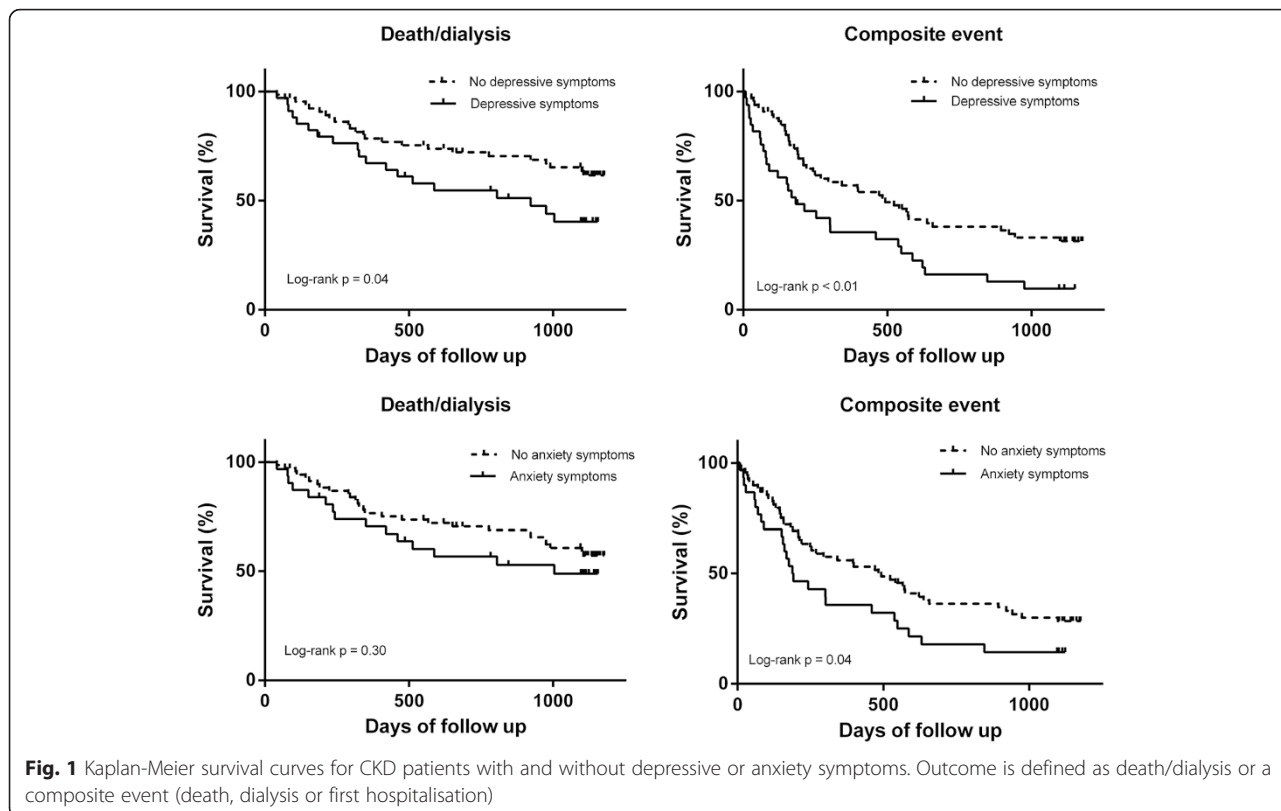 Death/dialysis
No depressive symptoms
Depressive symptoms
100
50
0
Survival (%)
Log-rank p = 0.04
0
500
1000
Days of follow up
Composite event
No depressive symptoms
Depressive symptoms
100
50
0
Survival (%)
Log-rank p < 0.01
0
500
1000
Days of follow up
Death/dialysis
No anxiety symptoms
Anxiety symptoms
100
50
0
Survival (%)
Log-rank p = 0.30
0
500
1000
Days of follow up
Composite event
No anxiety symptoms
Anxiety symptoms
100
50
0
Survival (%)
Log-rank p = 0.04
0
500
1000
Days of follow up
Fig. 1 Kaplan-Meier survival curves for CKD patients with and without depressive or anxiety symptoms. Outcome is defined as death/dialysis or a
composite event (death, dialysis or first hospitalisation)